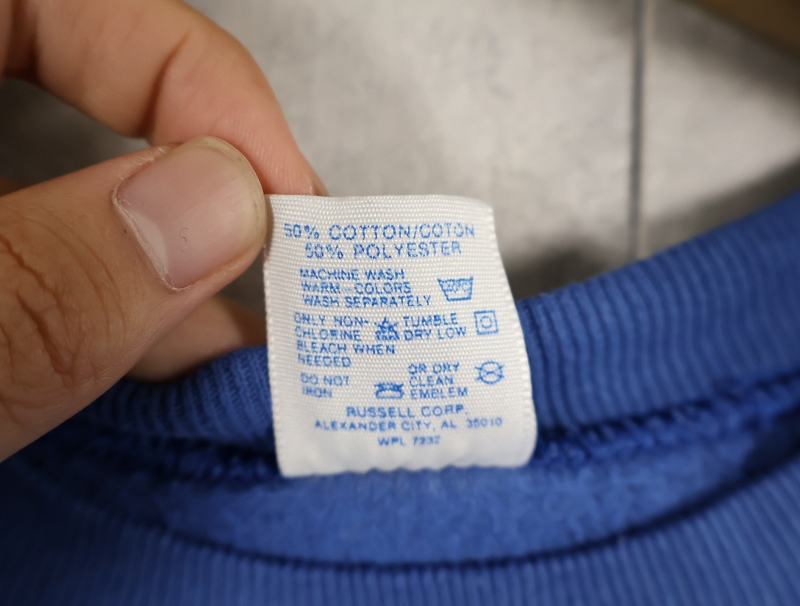 50% COTTON/COTON
50% POLYESTER
MACHINE WASH
WARM-COLORS
WASH SEPARATELY
ONLY NON-
CHLORINE
BLEACH WHEN
NEEDED
TUMBLE
DRY LOW
DO NOT
IRON
OR DRY
CLEAN
EMBLEM
RUSSELL CORP.
ALEXANDER CITY, AL 35010
WPL 7232